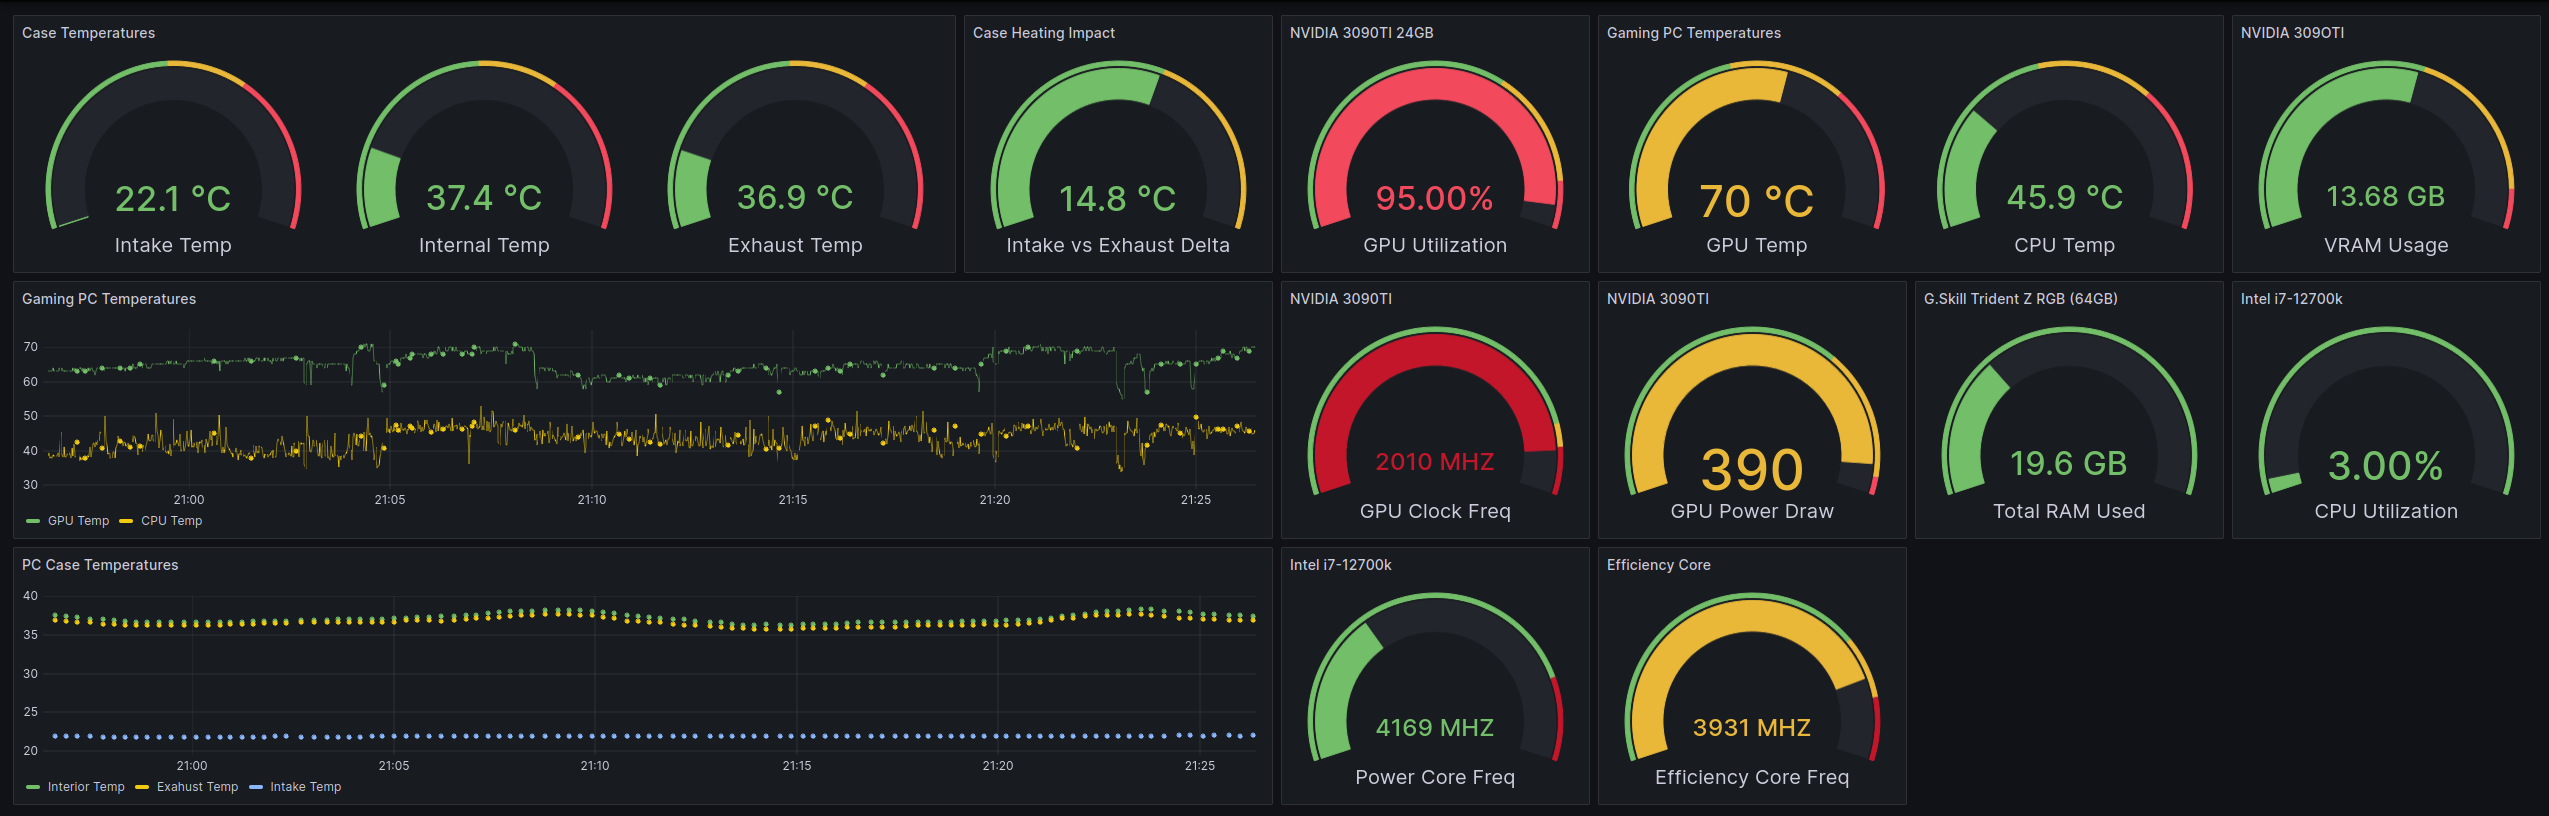 Case Temperatures
22.1 °C
Intake Temp
37.4 °C
Internal Temp
36.9 °C
Exhaust Temp
Case Heating Impact
14.8 °C
Intake vs Exhaust Delta
NVIDIA 3090TI 24GB
95.00%
GPU Utilization
Gaming PC Temperatures
70 °C
GPU Temp
45.9 °C
CPU Temp
NVIDIA 309OTI
13.68 GB
VRAM Usage
Gaming PC Temperatures
70
60
50
40
30
21:00 21:05 21:10 21:15 21:20 21:25
GPU Temp CPU Temp
NVIDIA 3090TI
2010 MHZ
GPU Clock Freq
NVIDIA 3090TI
390
GPU Power Draw
G.Skill Trident Z RGB (64GB)
19.6 GB
Total RAM Used
Intel i7-12700k
3.00%
CPU Utilization
PC Case Temperatures
40
35
30
25
20
21:00 21:05 21:10 21:15 21:20 21:25
Interior Temp Exahust Temp Intake Temp
Intel i7-12700k
4169 MHZ
Power Core Freq
Efficiency Core
3931 MHZ
Efficiency Core Freq